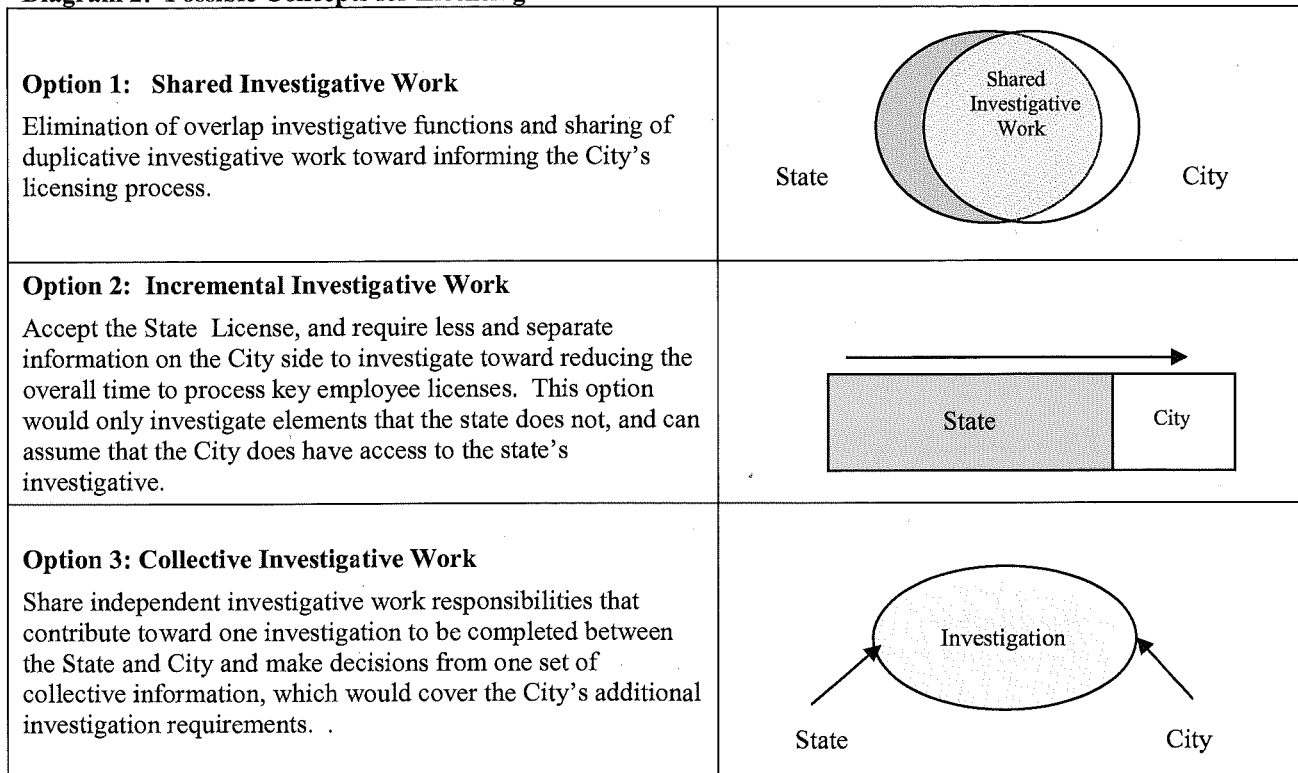 Option 1: Shared Investigative Work
Elimination of overlap investigative functions and sharing of
duplicative investigative work toward informing the City's
licensing process.
Shared
Investigative
Work
State
City
Option 2: Incremental Investigative Work
Accept the State License, and require less and separate
information on the City side to investigate toward reducing the
overall time to process key employee licenses. This option
would only investigate elements that the state does not, and can
assume that the City does have access to the state's
investigative.
State
City
Option 3: Collective Investigative Work
Share independent investigative work responsibilities that
contribute toward one investigation to be completed between
the State and City and make decisions from one set of
collective information, which would cover the City's additional
investigation requirements. .
Investigation
State
City